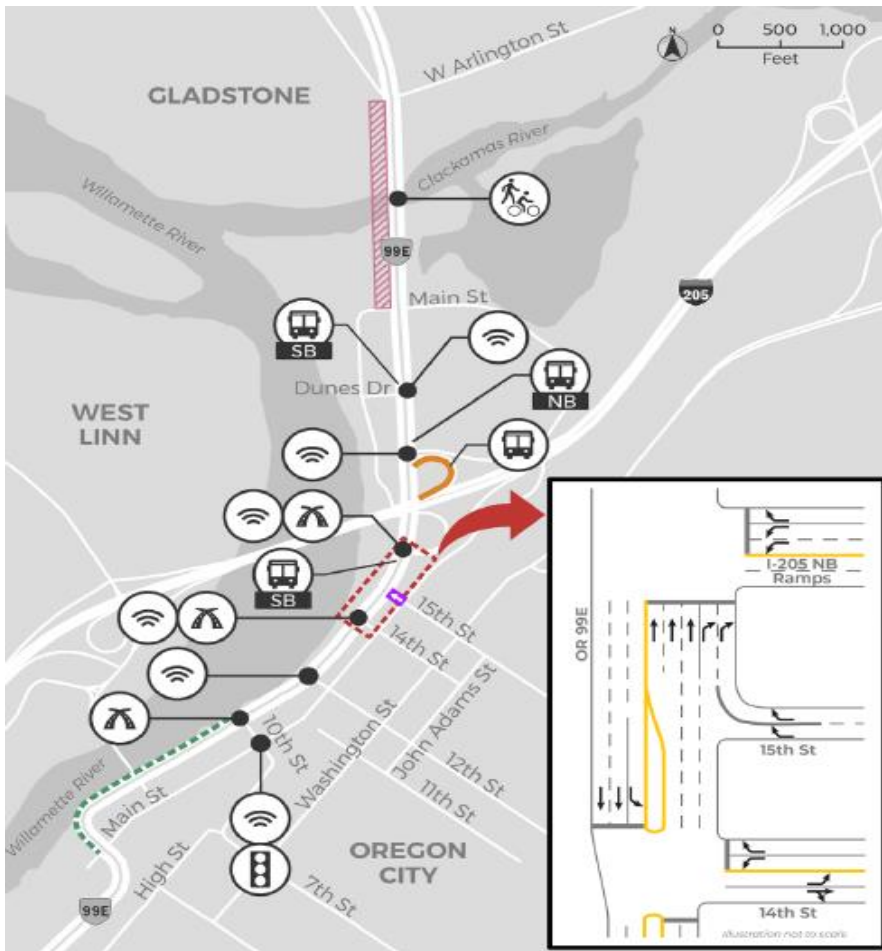 N
0 500 1,000
Feet
W Arlington St
GLADSTONE
Clackamas River
Willamette River
99E
205
Main St
SB
Dunes Dr
NB
WEST
LINN
SB
15th St
14th St
10th St
Washington St
John Adams St
12th St
11th St
Willamette River
Main St
High St
OREGON
CITY
7th St
99E
I-205 NB
Ramps
OR 99E
15th St
14th St
Illustration not to scale